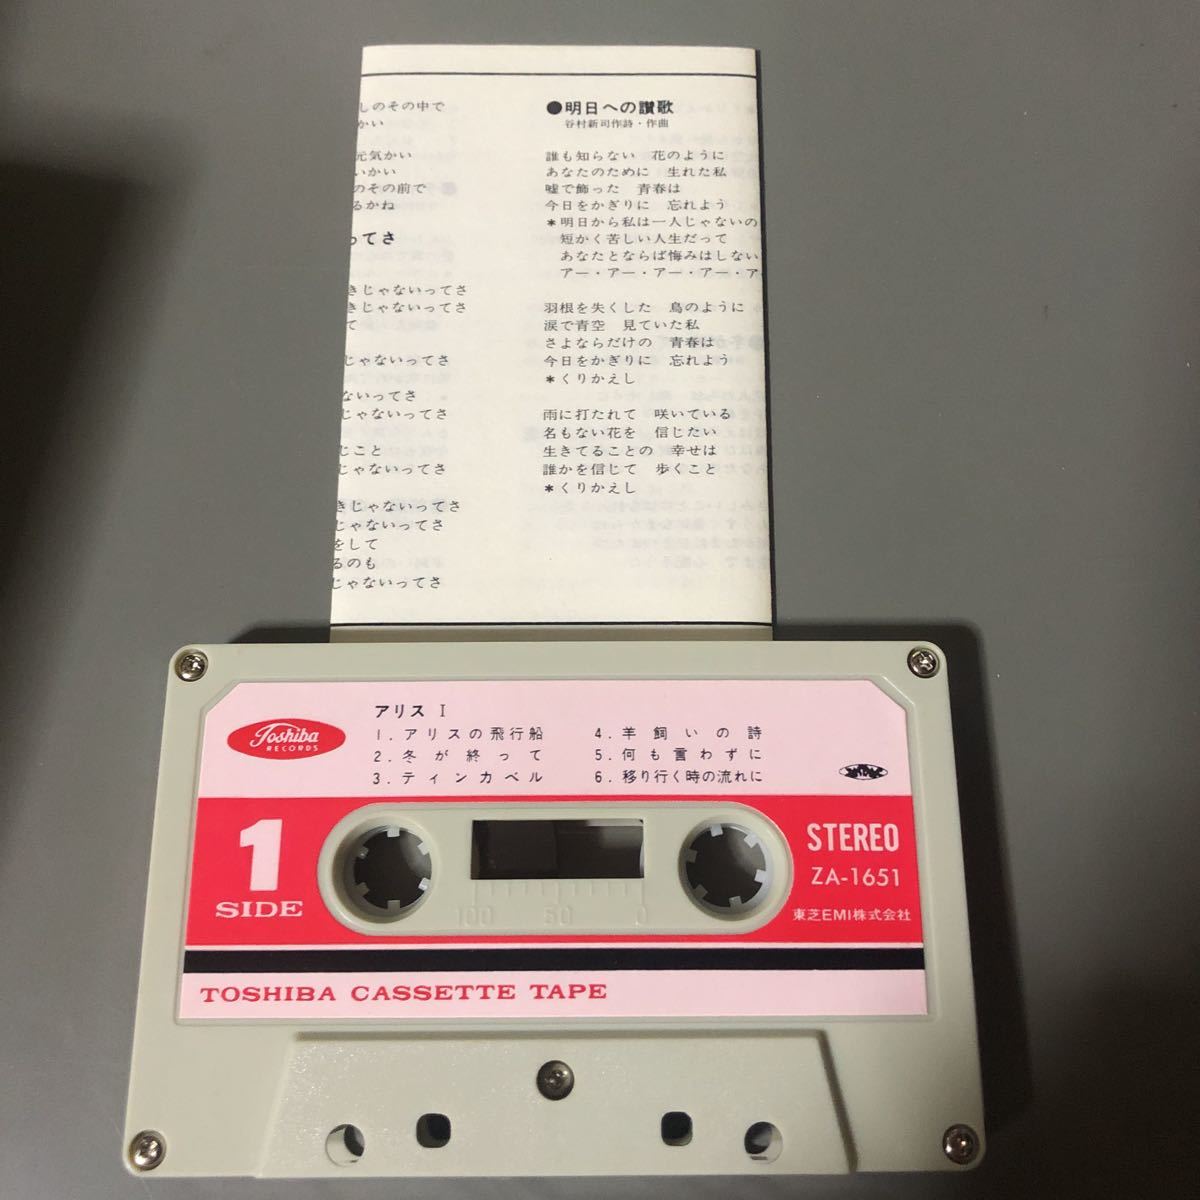 しのその中で
かい
元気かい
いかい
のその前で
るかね
ってさ
きじゃないってさ
きじゃないってさ
て
じゃないってさ
ないってさ
じゃないってさ
じこと
じゃないってさ
きじゃないってさ
じゃないってさ
をして
るのも
じゃないってさ
●明日への讃歌
谷村新司作詩・作曲
誰も知らない 花のように
あなたのために 生れた私
嘘で飾った 青春は
今日をかぎりに 忘れよう
*明日から私は一人じゃないの
短かく苦しい人生だって
あなたとならば悔みはしない
アー・アー・アー・アー・ア
羽根を失くした 鳥のように
涙で青空 見ていた私
さよならだけの 青春は
今日をかぎりに 忘れよう
*くりかえし
雨に打たれて 咲いている
名もない花を 信じたい
生きてることの 幸せは
誰かを信じて 歩くこと
*くりかえし
Toshiba
RECORDS
アリス I
1. アリスの飛行船
2. 冬が終って
3. ティンカベル
4. 羊飼いの詩
5. 何も言わずに
6. 移り行く時の流れに
1
SIDE
100 50 0
STEREO
ZA-1651
東芝EMI株式会社
TOSHIBA CASSETTE TAPE